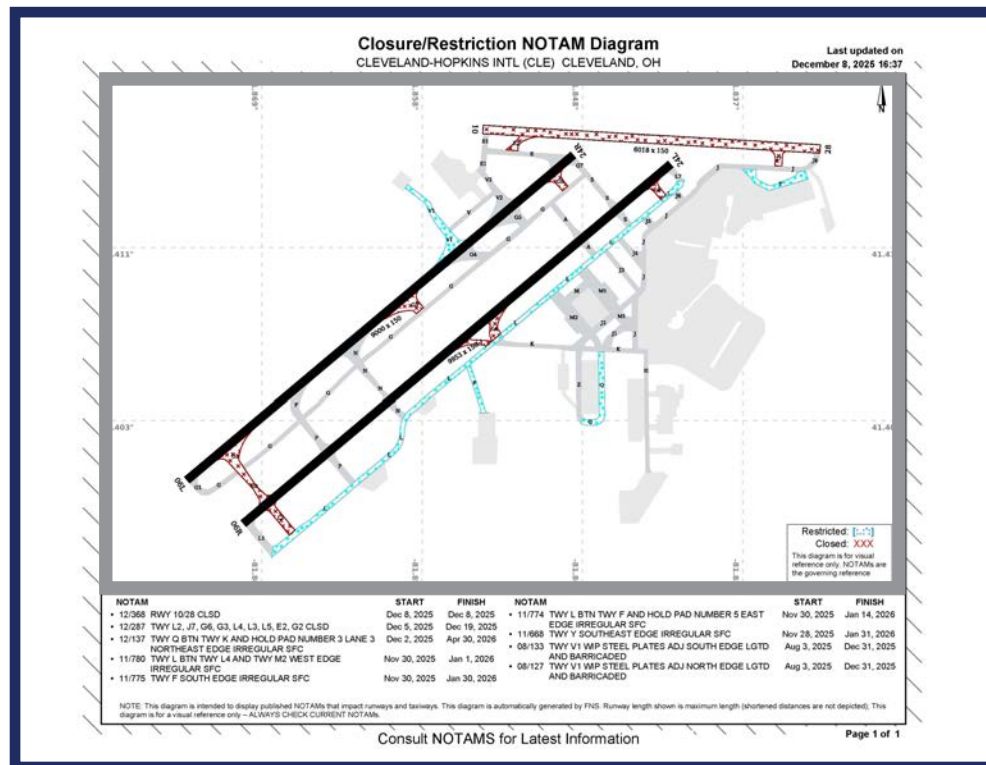 Closure/Restriction NOTAM Diagram
CLEVELAND-HOPKINS INTL (CLE) CLEVELAND, OH
Last updated on
December 8, 2025 16:37
N
10
28
6018 x 150
24R
24L
9000 x 150
E
J
S
A
V
G
G7
G4
V2
V1
L7
K
H
Z
Q
R
F
N
L
P
G1
L1
M2
Restricted:
Closed: XXX
This diagram is for visual
reference only. NOTAMs are
the governing reference
NOTAM START FINISH
• 12/368 RWY 10/28 CLSD Dec 8, 2025 Dec 8, 2025
• 12/287 TWY L2, J7, G6, G3, L4, L3, L5, E2, G2 CLSD Dec 5, 2025 Dec 19, 2025
• 12/137 TWY Q BTN TWY K AND HOLD PAD NUMBER 3 LANE 3 Dec 2, 2025 Apr 30, 2026
NORTHEAST EDGE IRREGULAR SFC
• 11/780 TWY L BTN TWY L4 AND TWY M2 WEST EDGE Nov 30, 2025 Jan 1, 2026
IRREGULAR SFC
• 11/775 TWY F SOUTH EDGE IRREGULAR SFC Nov 30, 2025 Jan 30, 2026
NOTAM START FINISH
• 11/774 TWY L BTN TWY F AND HOLD PAD NUMBER 5 EAST Nov 30, 2025 Jan 14, 2026
EDGE IRREGULAR SFC
• 11/668 TWY Y SOUTHEAST EDGE IRREGULAR SFC Nov 28, 2025 Jan 31, 2026
• 08/133 TWY V1 WIP STEEL PLATES ADJ SOUTH EDGE LGTD Aug 3, 2025 Dec 31, 2025
AND BARRICADED
• 08/127 TWY V1 WIP STEEL PLATES ADJ NORTH EDGE LGTD Aug 3, 2025 Dec 31, 2025
AND BARRICADED
NOTE: This diagram is intended to display published NOTAMs that impact runways and taxiways. This diagram is automatically generated by FNS. Runway length shown is maximum length (shortened distances are not depicted). This
diagram is for a visual reference only – ALWAYS CHECK CURRENT NOTAMs.
Consult NOTAMS for Latest Information
Page 1 of 1